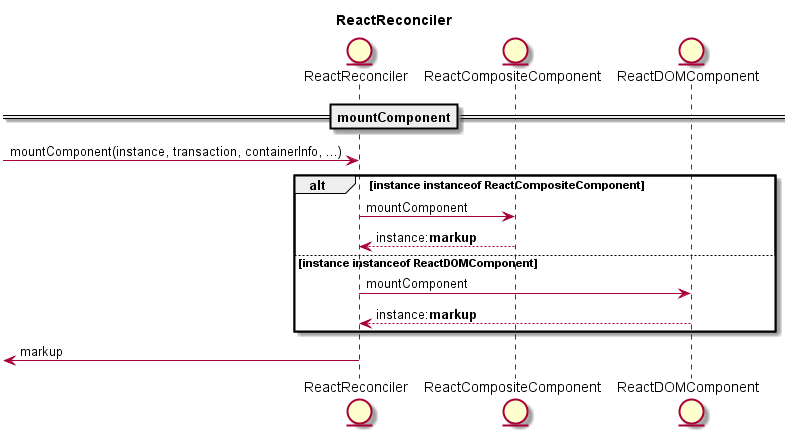 ReactReconciler
ReactReconciler ReactCompositeComponent ReactDOMComponent
mountComponent
mountComponent(instance, transaction, containerInfo, ...)
alt [instance instanceof ReactCompositeComponent]
mountComponent
instance:markup
[instance instanceof ReactDOMComponent]
mountComponent
instance:markup
markup
ReactReconciler ReactCompositeComponent ReactDOMComponent